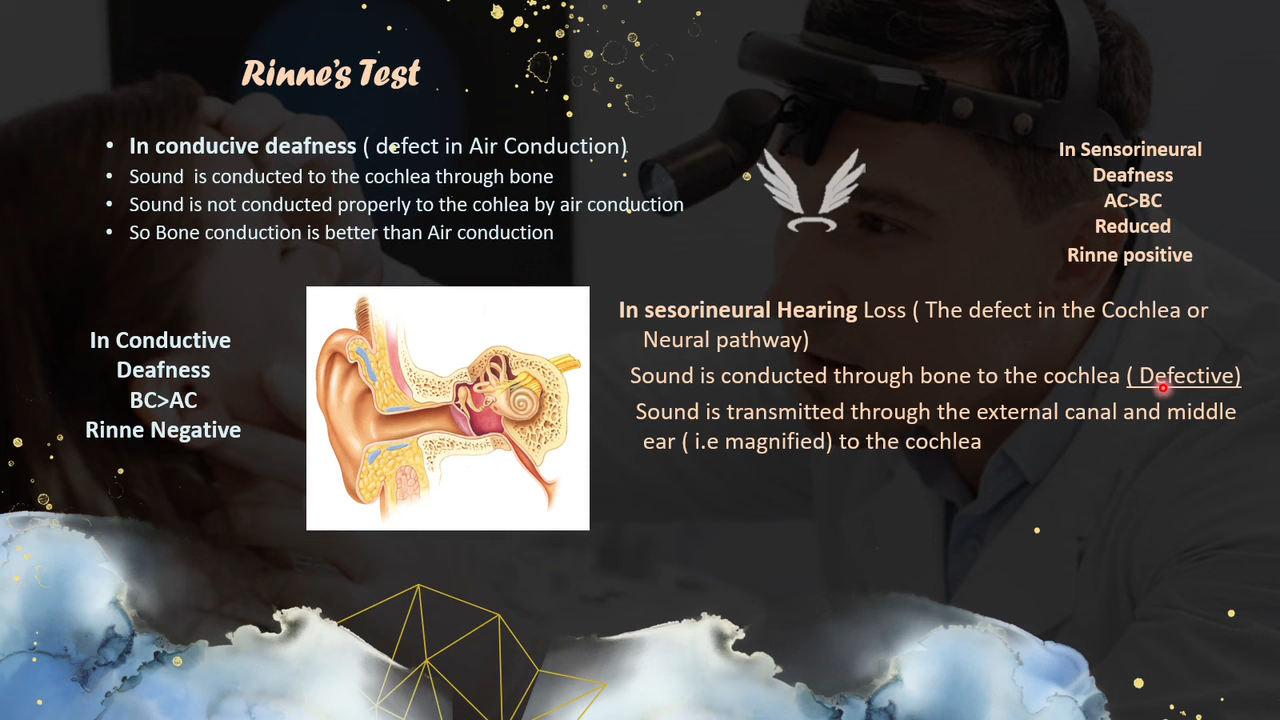 Rinne's Test
• In conducive deafness ( defect in Air Conduction)
• Sound is conducted to the cochlea through bone
• Sound is not conducted properly to the cohlea by air conduction
• So Bone conduction is better than Air conduction
In Sensorineural
Deafness
AC>BC
Reduced
Rinne positive
In Conductive
Deafness
BC>AC
Rinne Negative
In sesorineural Hearing Loss ( The defect in the Cochlea or
Neural pathway)
Sound is conducted through bone to the cochlea ( Defective)
Sound is transmitted through the external canal and middle
ear ( i.e magnified) to the cochlea